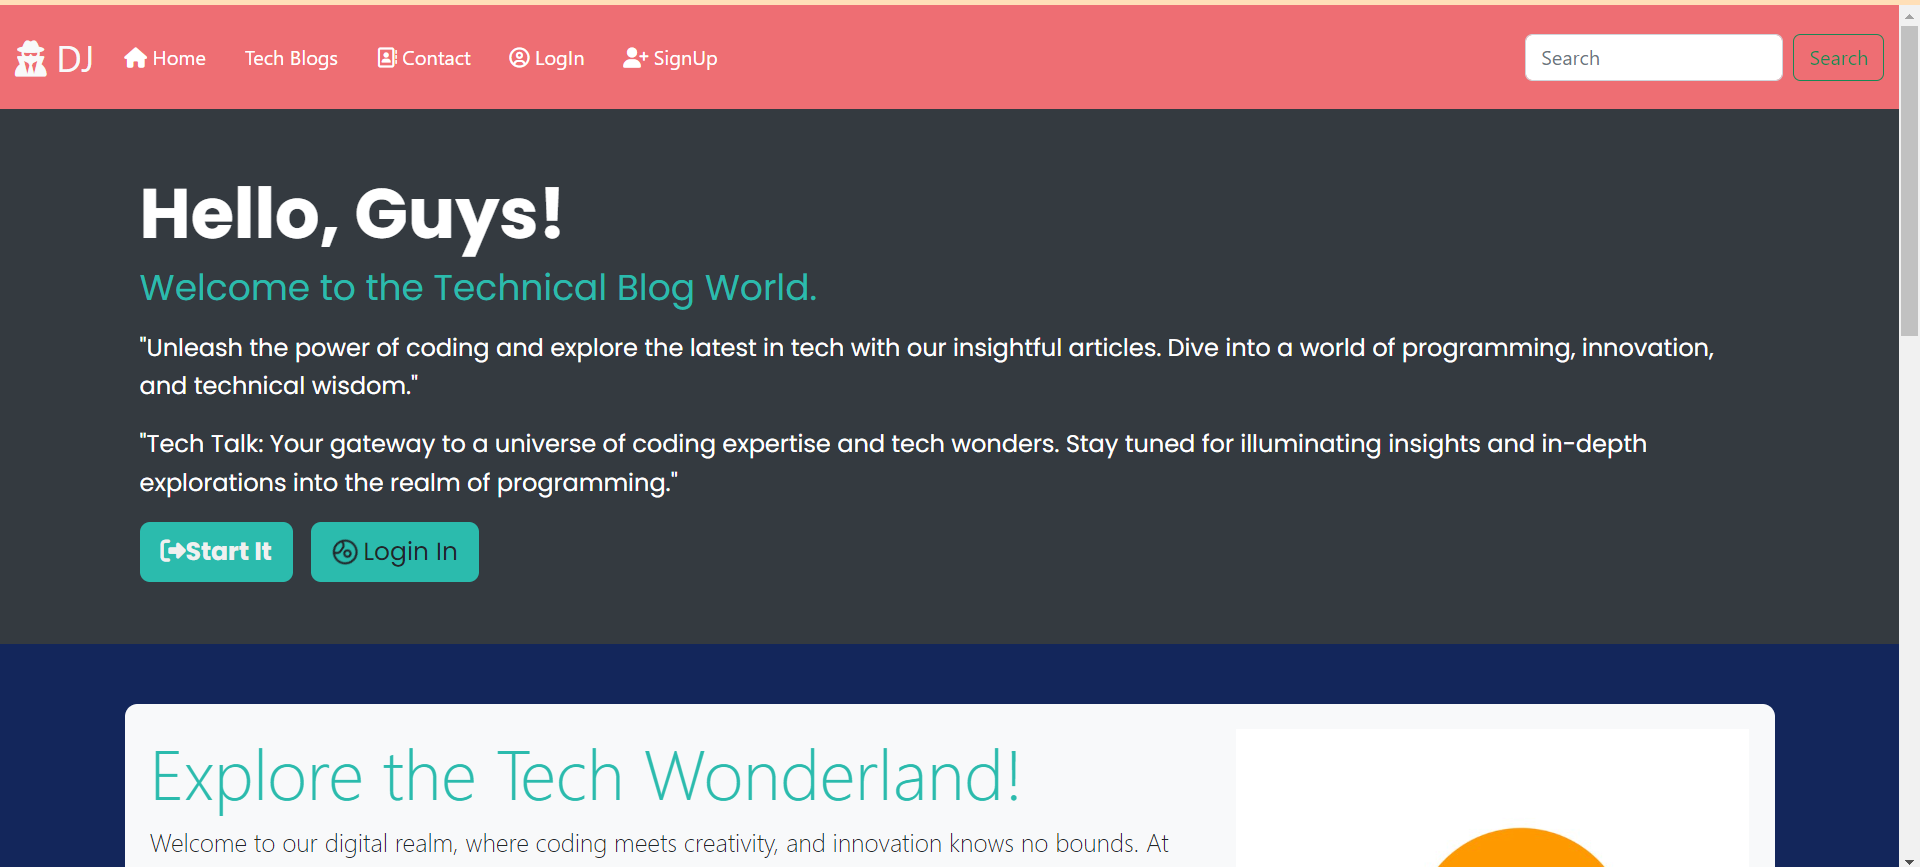 DJ Home Tech Blogs Contact LogIn SignUp Search Search
Hello, Guys!
Welcome to the Technical Blog World.
"Unleash the power of coding and explore the latest in tech with our insightful articles. Dive into a world of programming, innovation,
and technical wisdom."
"Tech Talk: Your gateway to a universe of coding expertise and tech wonders. Stay tuned for illuminating insights and in-depth
explorations into the realm of programming."
Start It Login In
Explore the Tech Wonderland!
Welcome to our digital realm, where coding meets creativity, and innovation knows no bounds. At